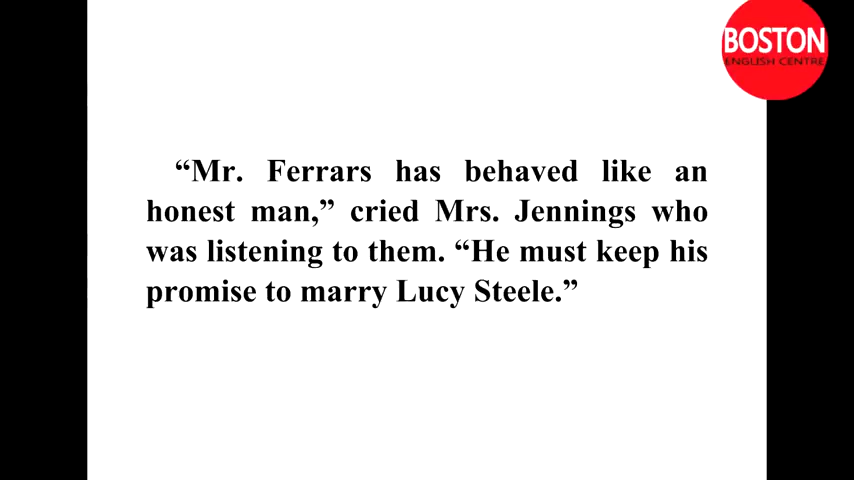 BOSTON
ENGLISH CENTRE
“Mr. Ferrars has behaved like an
honest man,” cried Mrs. Jennings who
was listening to them. “He must keep his
promise to marry Lucy Steele.”